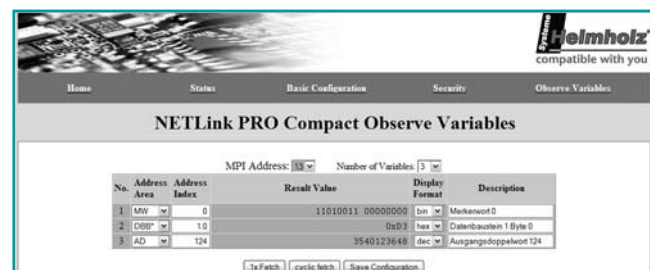 Systeme Helmholz®
compatible with you
Home Status Basic Configuration Security Observe Variables
NETLink PRO Compact Observe Variables
MPI Address: 13 Number of Variables: 3
No. Address Area Address Index Result Value Display Format Description
1 MW 0 11010011 00000000 bin Merkerwort 0
2 DBB* 1.0 0xD3 hex Datenbaustein 1 Byte 0
3 AD 124 3540123648 dec Ausgangsdoppelwort 124
1x Fetch cyclic fetch Save Configuration